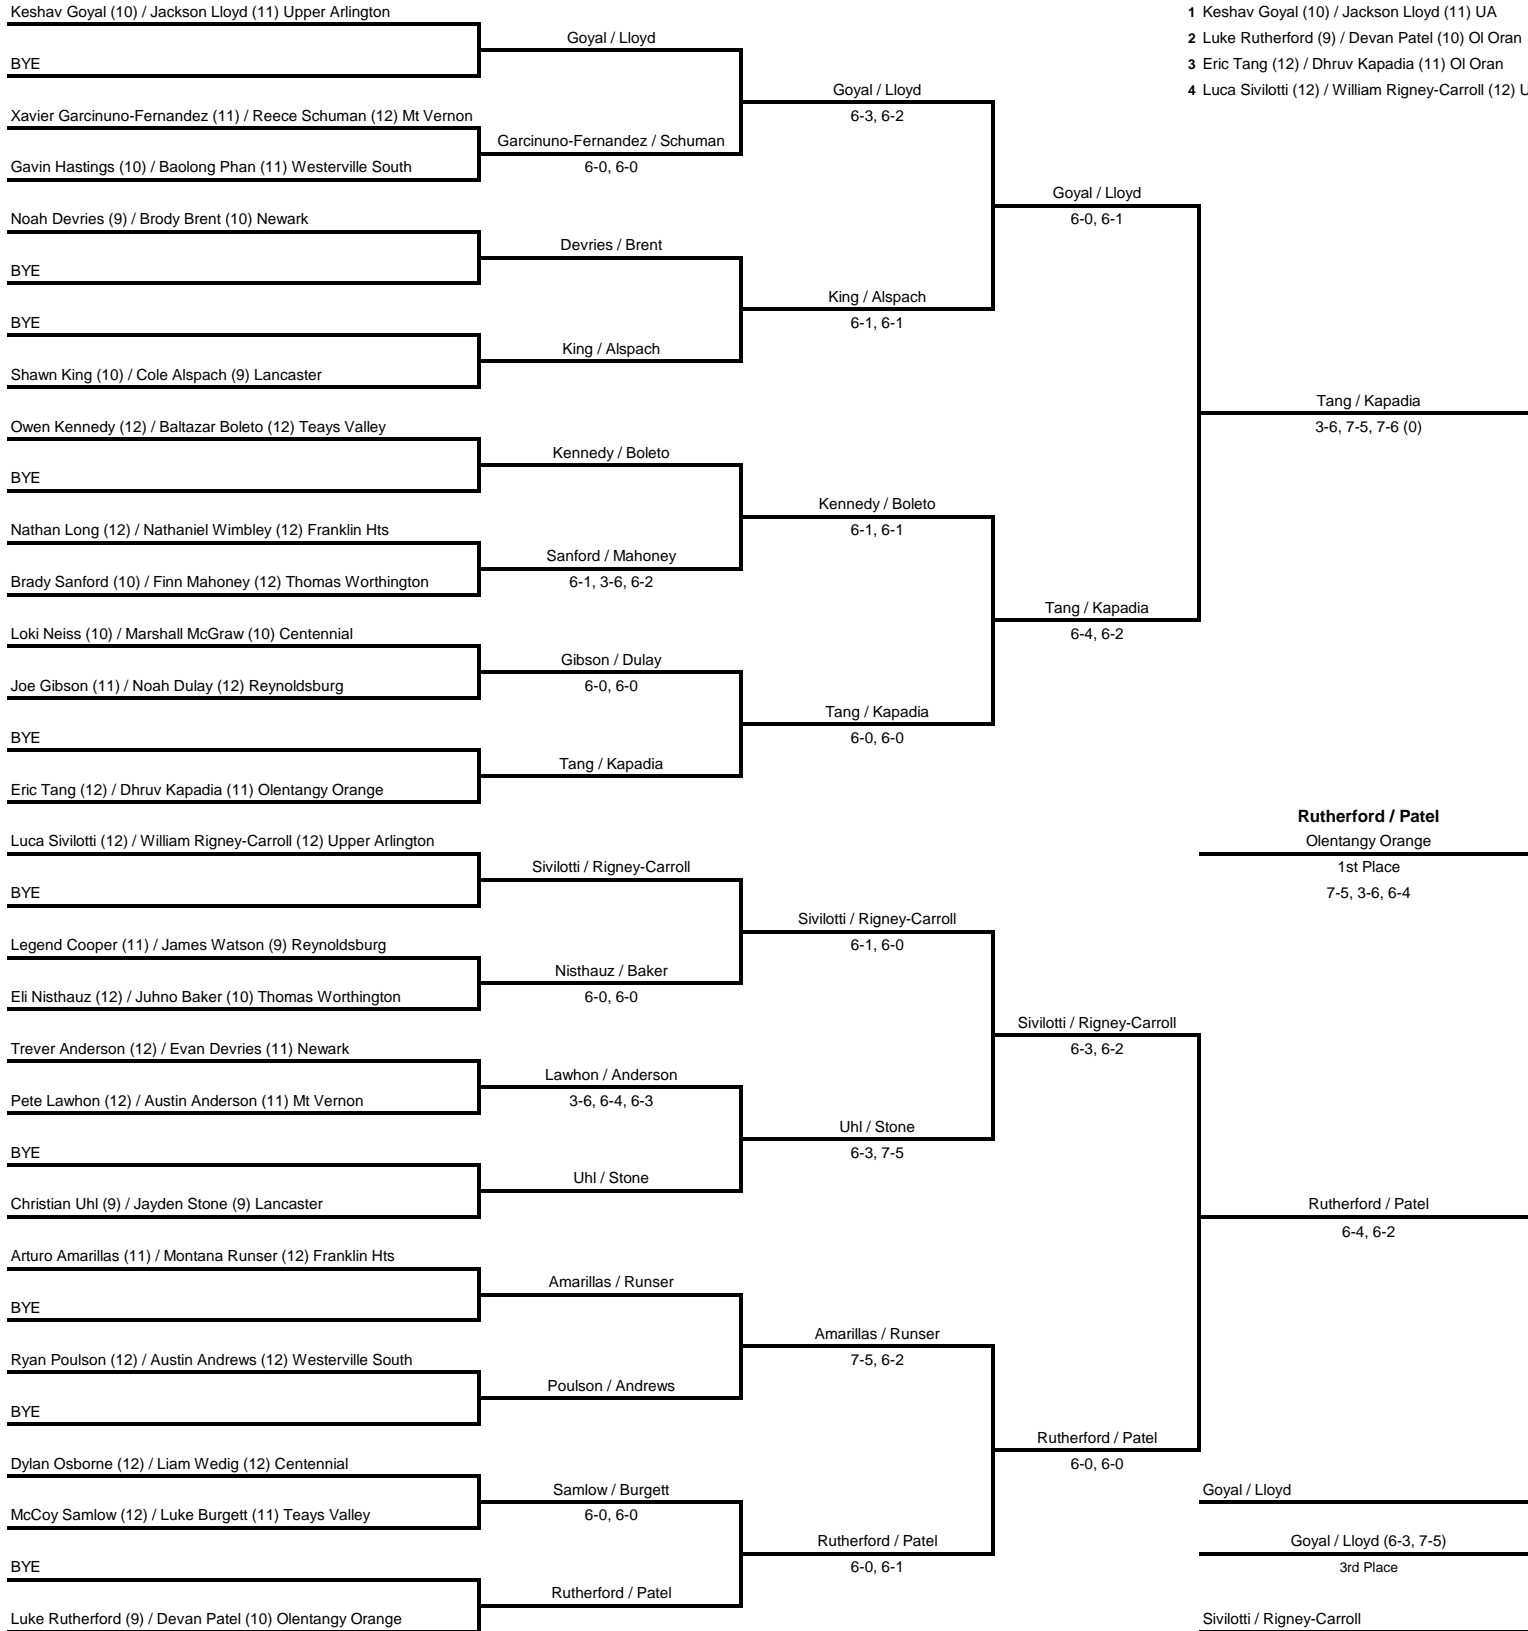 Keshav Goyal (10) / Jackson Lloyd (11) Upper Arlington
BYE
Xavier Garcinuno-Fernandez (11) / Reece Schuman (12) Mt Vernon
Gavin Hastings (10) / Baolong Phan (11) Westerville South
Noah Devries (9) / Brody Brent (10) Newark
BYE
BYE
Shawn King (10) / Cole Alspach (9) Lancaster
Owen Kennedy (12) / Baltazar Boleto (12) Teays Valley
BYE
Nathan Long (12) / Nathaniel Wimbley (12) Franklin Hts
Brady Sanford (10) / Finn Mahoney (12) Thomas Worthington
Loki Neiss (10) / Marshall McGraw (10) Centennial
Joe Gibson (11) / Noah Dulay (12) Reynoldsburg
BYE
Eric Tang (12) / Dhruv Kapadia (11) Olentangy Orange
Luca Sivilotti (12) / William Rigney-Carroll (12) Upper Arlington
BYE
Legend Cooper (11) / James Watson (9) Reynoldsburg
Eli Nisthauz (12) / Juhno Baker (10) Thomas Worthington
Trever Anderson (12) / Evan Devries (11) Newark
Pete Lawhon (12) / Austin Anderson (11) Mt Vernon
BYE
Christian Uhl (9) / Jayden Stone (9) Lancaster
Arturo Amarillas (11) / Montana Runser (12) Franklin Hts
BYE
Ryan Poulson (12) / Austin Andrews (12) Westerville South
BYE
Dylan Osborne (12) / Liam Wedig (12) Centennial
McCoy Samlow (12) / Luke Burgett (11) Teays Valley
BYE
Luke Rutherford (9) / Devan Patel (10) Olentangy Orange
Goyal / Lloyd
Garcinuno-Fernandez / Schuman
6-0, 6-0
Devries / Brent
King / Alspach
Kennedy / Boleto
Sanford / Mahoney
6-1, 3-6, 6-2
Gibson / Dulay
6-0, 6-0
Tang / Kapadia
Sivilotti / Rigney-Carroll
Nisthauz / Baker
6-0, 6-0
Lawhon / Anderson
3-6, 6-4, 6-3
Uhl / Stone
Amarillas / Runser
Poulson / Andrews
Samlow / Burgett
6-0, 6-0
Rutherford / Patel
Goyal / Lloyd
6-3, 6-2
King / Alspach
6-1, 6-1
Kennedy / Boleto
6-1, 6-1
Tang / Kapadia
6-0, 6-0
Sivilotti / Rigney-Carroll
6-1, 6-0
Uhl / Stone
6-3, 7-5
Amarillas / Runser
7-5, 6-2
Rutherford / Patel
6-0, 6-1
Goyal / Lloyd
6-0, 6-1
Tang / Kapadia
6-4, 6-2
Sivilotti / Rigney-Carroll
6-3, 6-2
Rutherford / Patel
6-0, 6-0
1 Keshav Goyal (10) / Jackson Lloyd (11) UA
2 Luke Rutherford (9) / Devan Patel (10) Ol Oran
3 Eric Tang (12) / Dhruv Kapadia (11) Ol Oran
4 Luca Sivilotti (12) / William Rigney-Carroll (12) U
Tang / Kapadia
3-6, 7-5, 7-6 (0)
Rutherford / Patel
Olentangy Orange
1st Place
7-5, 3-6, 6-4
Rutherford / Patel
6-4, 6-2
Goyal / Lloyd
Goyal / Lloyd (6-3, 7-5)
3rd Place
Sivilotti / Rigney-Carroll